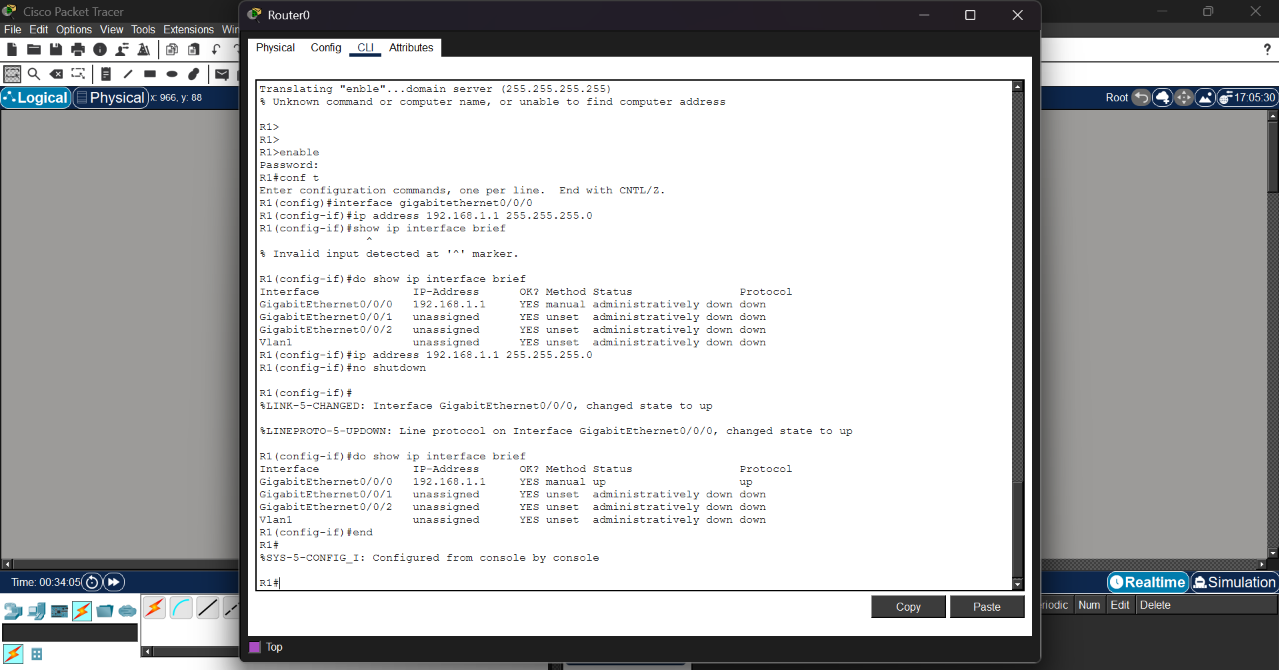 Cisco Packet Tracer
File Edit Options View Tools Extensions
Logical
Physical
x: 966, y: 88
Router0
Physical Config CLI Attributes
Translating "enble"...domain server (255.255.255.255)
% Unknown command or computer name, or unable to find computer address
R1>
R1>
R1>enable
Password:
R1#conf t
Enter configuration commands, one per line.  End with CNTL/Z.
R1(config)#interface gigabitethernet0/0/0
R1(config-if)#ip address 192.168.1.1 255.255.255.0
R1(config-if)#show ip interface brief
^
% Invalid input detected at '^' marker.
R1(config-if)#do show ip interface brief
Interface              IP-Address      OK? Method Status                Protocol
GigabitEthernet0/0/0   192.168.1.1     YES manual administratively down down
GigabitEthernet0/0/1   unassigned      YES unset  administratively down down
GigabitEthernet0/0/2   unassigned      YES unset  administratively down down
Vlan1                  unassigned      YES unset  administratively down down
R1(config-if)#ip address 192.168.1.1 255.255.255.0
R1(config-if)#no shutdown
R1(config-if)#
%LINK-5-CHANGED: Interface GigabitEthernet0/0/0, changed state to up
%LINEPROTO-5-UPDOWN: Line protocol on Interface GigabitEthernet0/0/0, changed state to up
R1(config-if)#do show ip interface brief
Interface              IP-Address      OK? Method Status                Protocol
GigabitEthernet0/0/0   192.168.1.1     YES manual up                    up
GigabitEthernet0/0/1   unassigned      YES unset  administratively down down
GigabitEthernet0/0/2   unassigned      YES unset  administratively down down
Vlan1                  unassigned      YES unset  administratively down down
R1(config-if)#end
R1#
%SYS-5-CONFIG_I: Configured from console by console
R1#
Copy Paste
Top
?
Root
17:05:30
Time: 00:34:05
Realtime
Simulation
Num Edit Delete